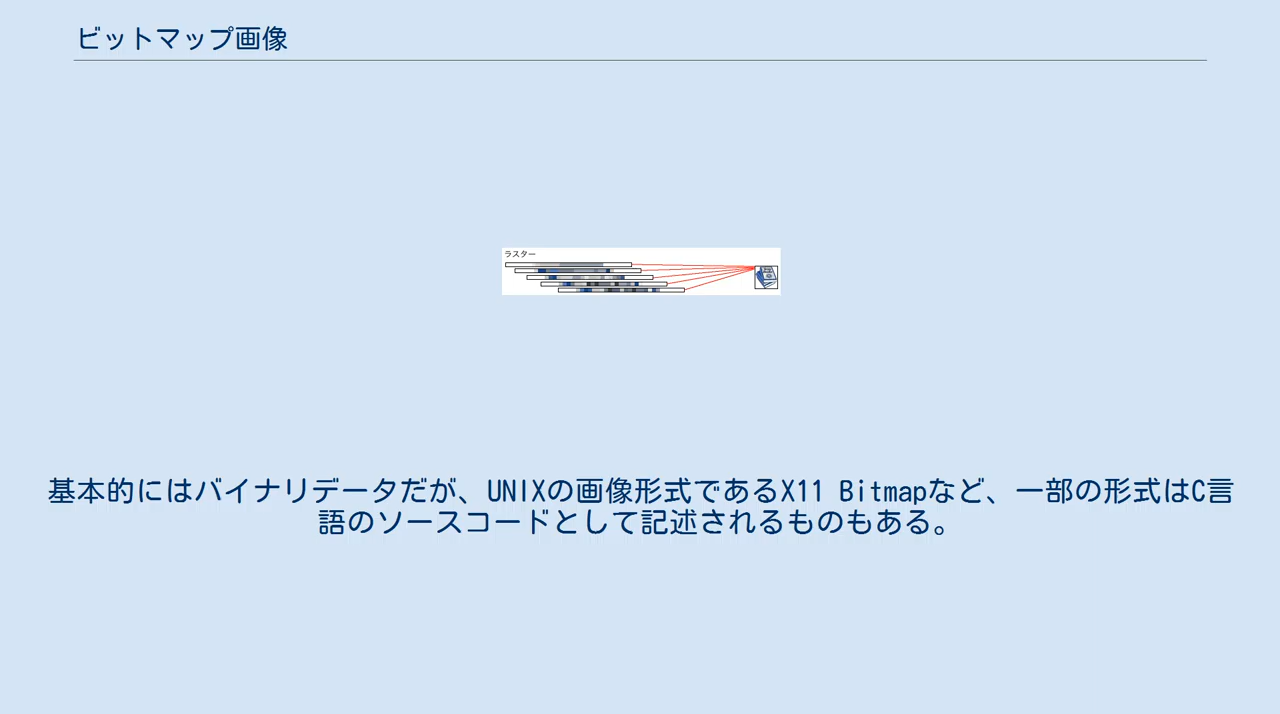 ビットマップ画像
ラスター
基本的にはバイナリデータだが、UNIXの画像形式であるX11 Bitmapなど、一部の形式はC言
語のソースコードとして記述されるものもある。